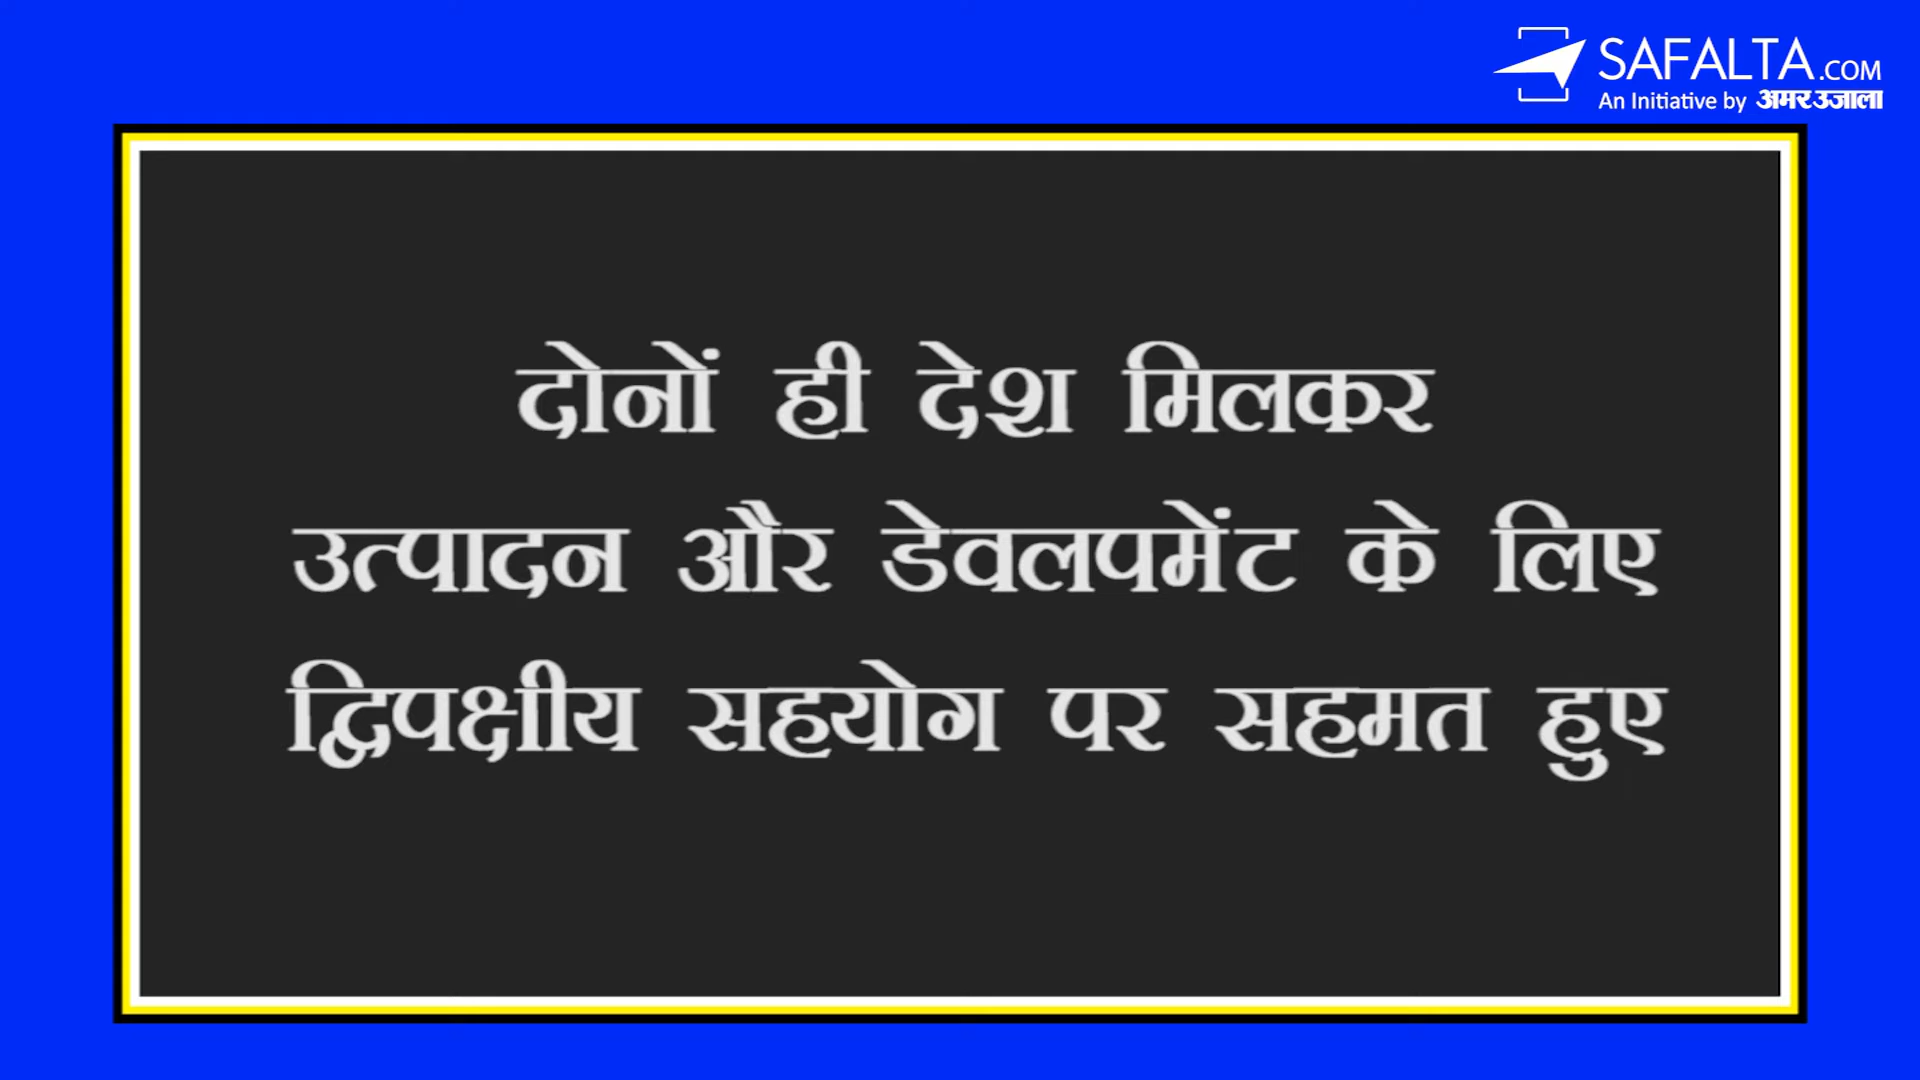 SAFALTA.COM
An Initiative by अमर उजाला
दोनों ही देश मिलकर
उत्पादन और डेवलपमेंट के लिए
द्विपक्षीय सहयोग पर सहमत हुए